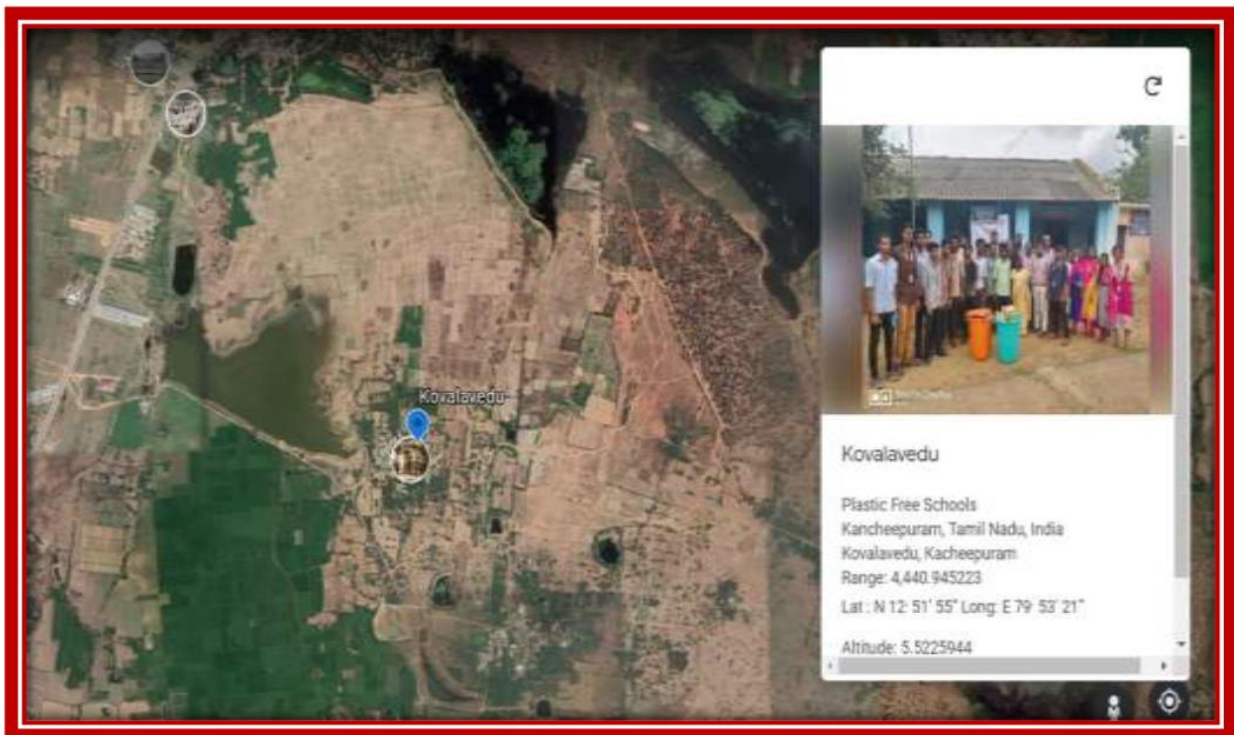 Kovalavedu
Kovalavedu
Plastic Free Schools
Kancheepuram, Tamil Nadu, India
Kovalavedu, Kacheepuram
Range: 4,440.945223
Lat : N 12: 51' 55" Long: E 79 53' 21"
Altitude: 5.5225944